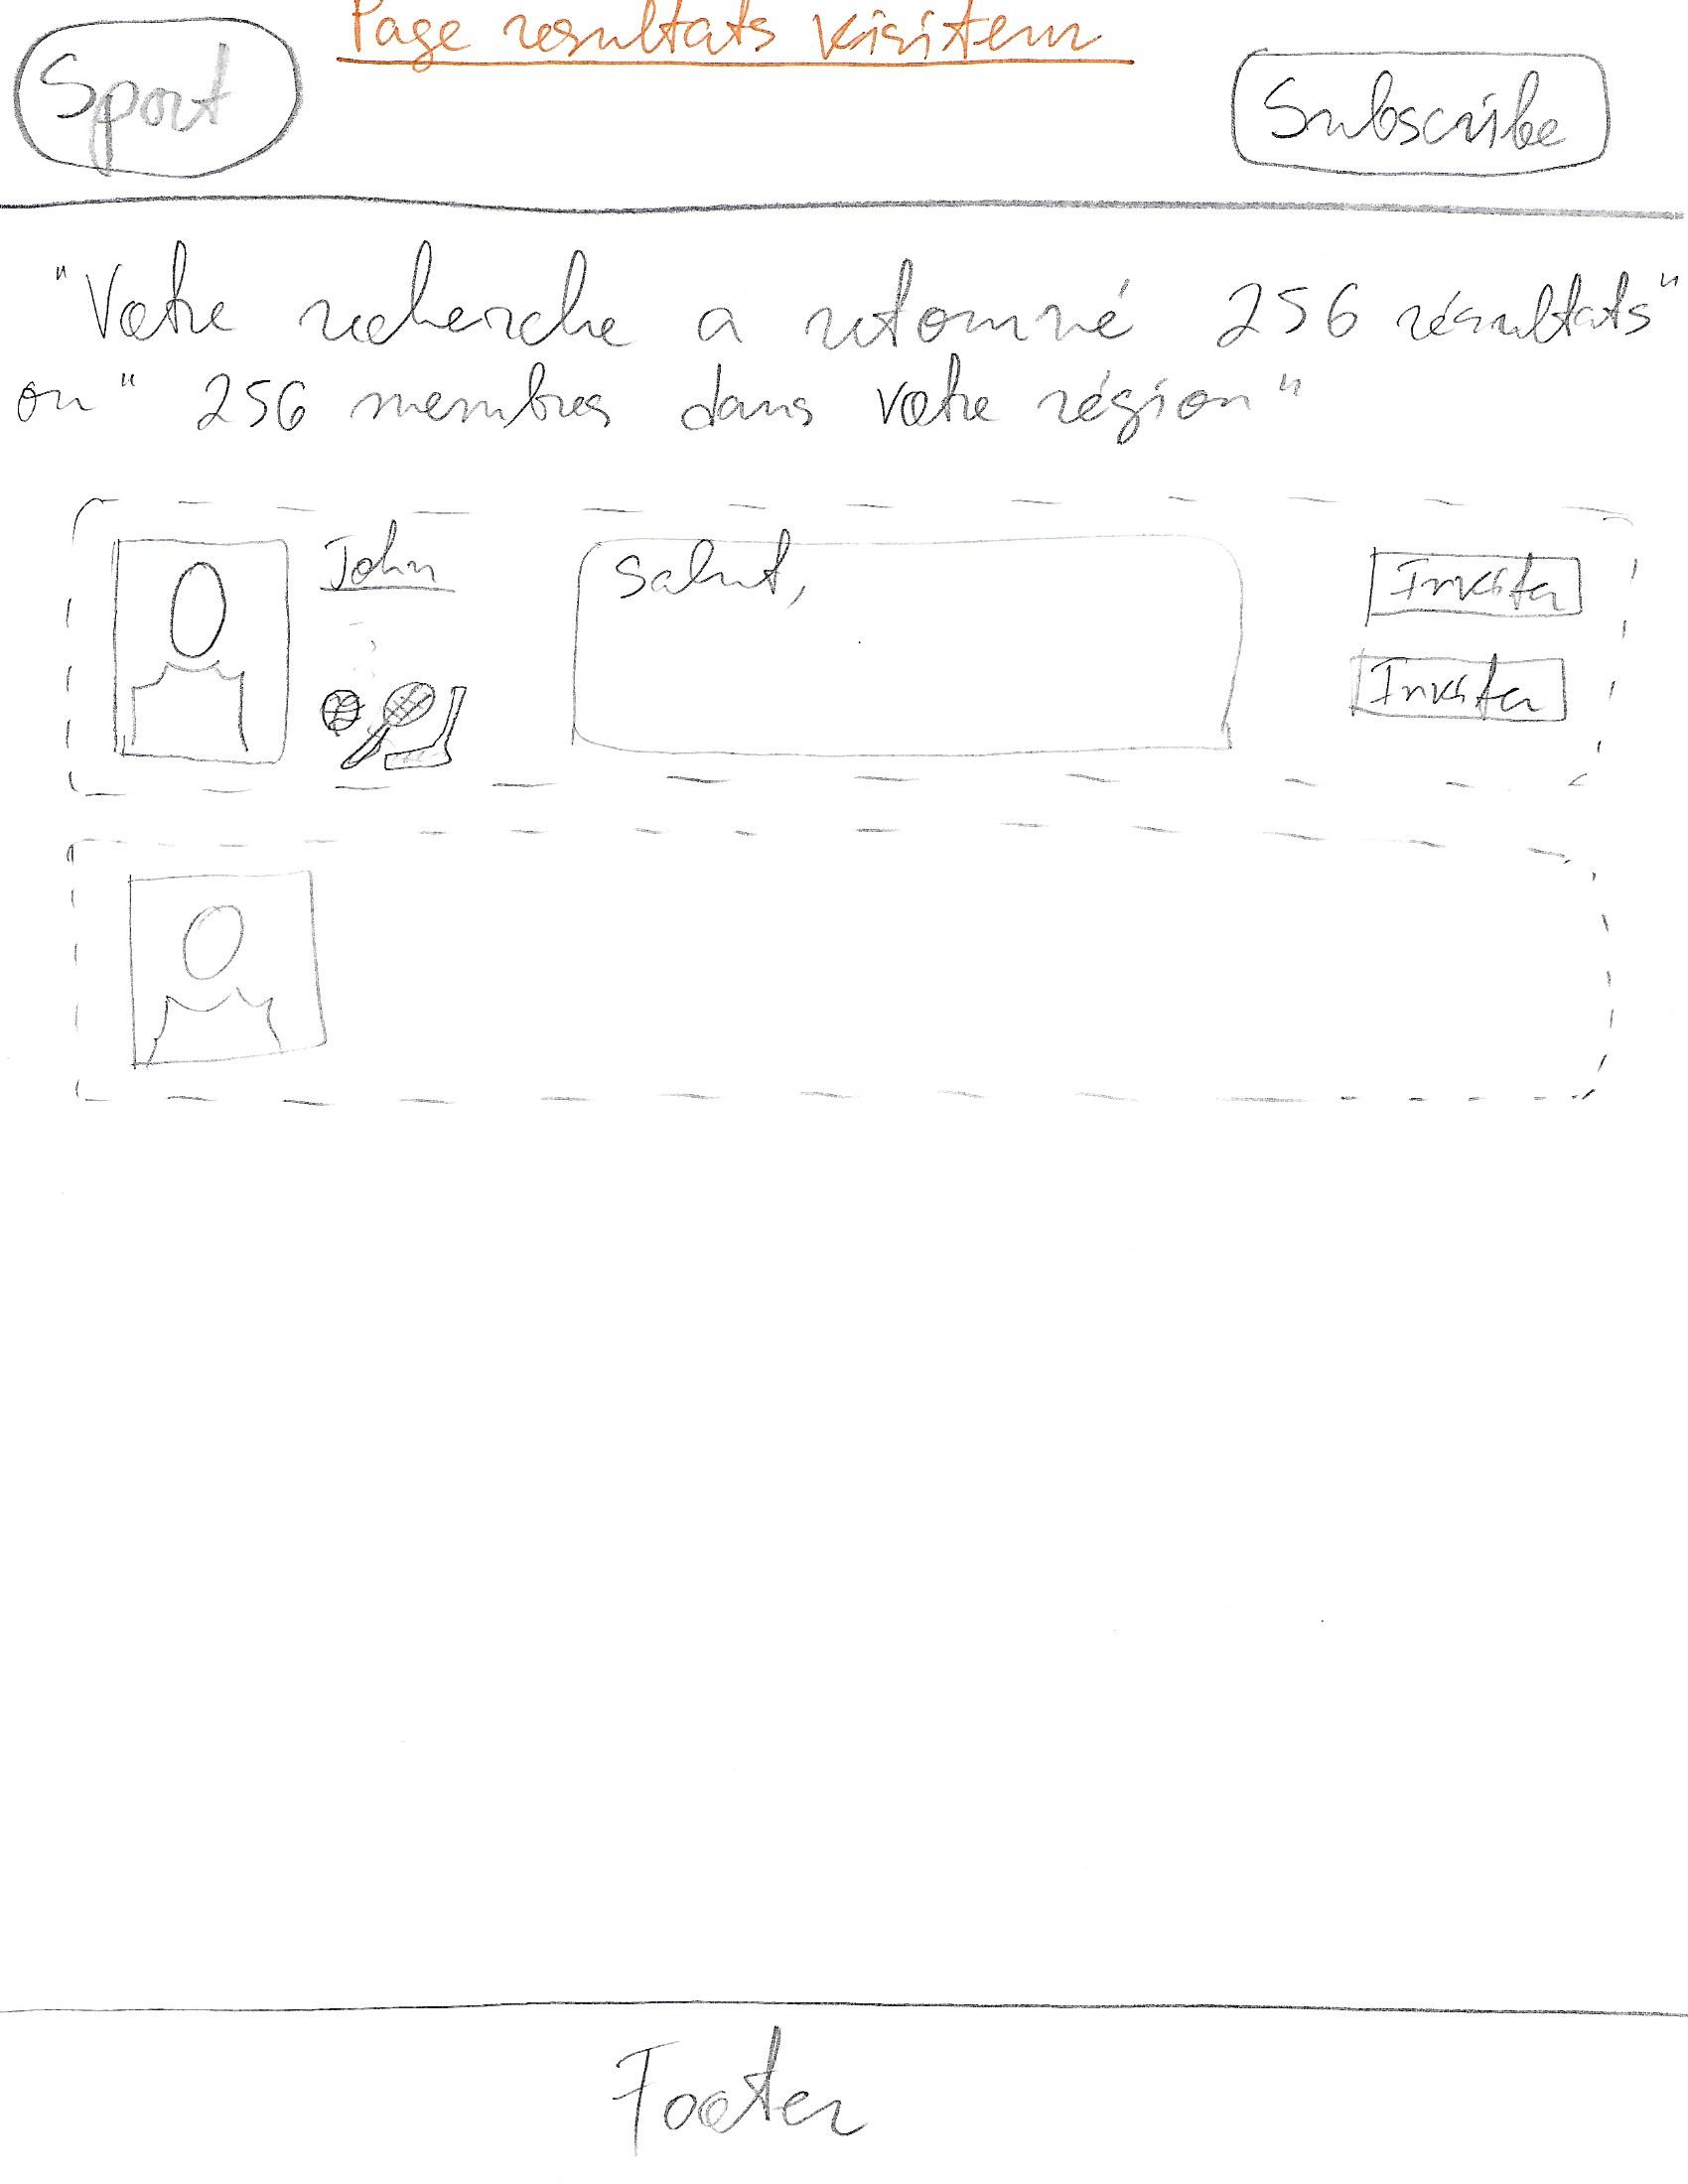 Page resultats visiteur
Sport
Subscribe
"Votre recherche a retourné 256 résultats"
ou " 256 membres dans votre région "
John
Salut,
Inviter
Inviter
Footer